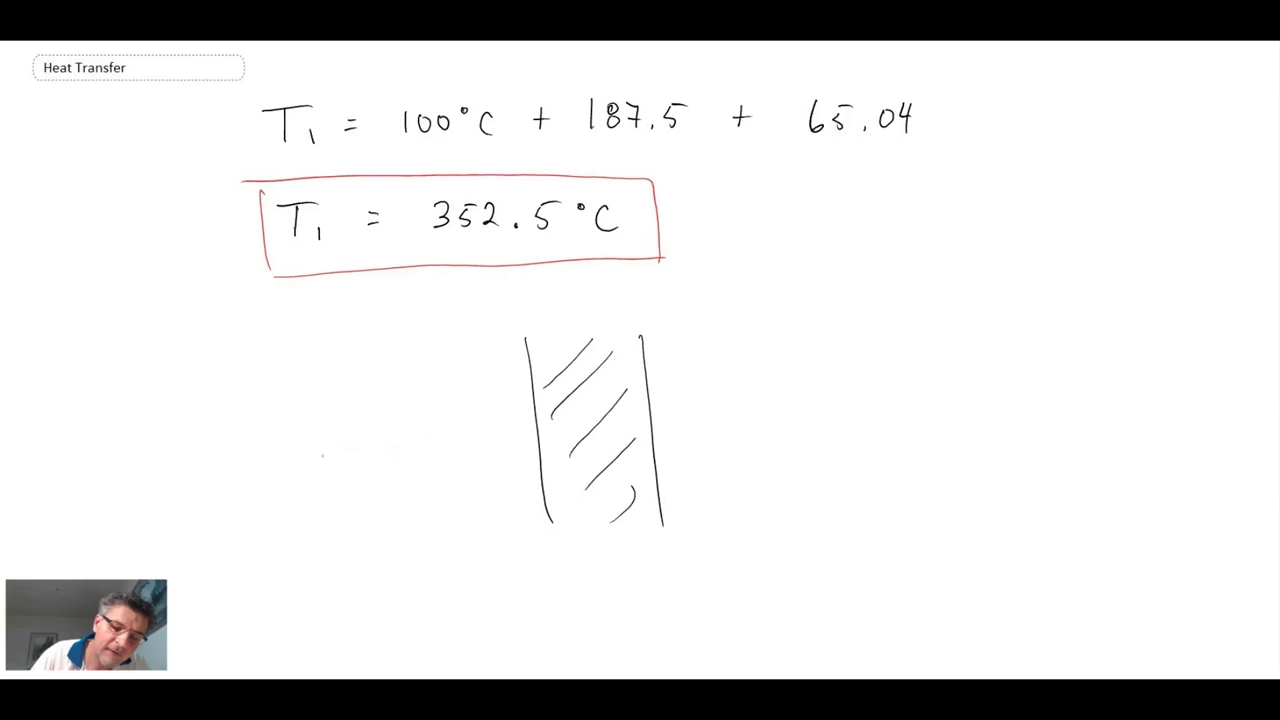 Heat Transfer
T₁ = 100°C + 187.5 + 65.04
T₁ = 352.5°C